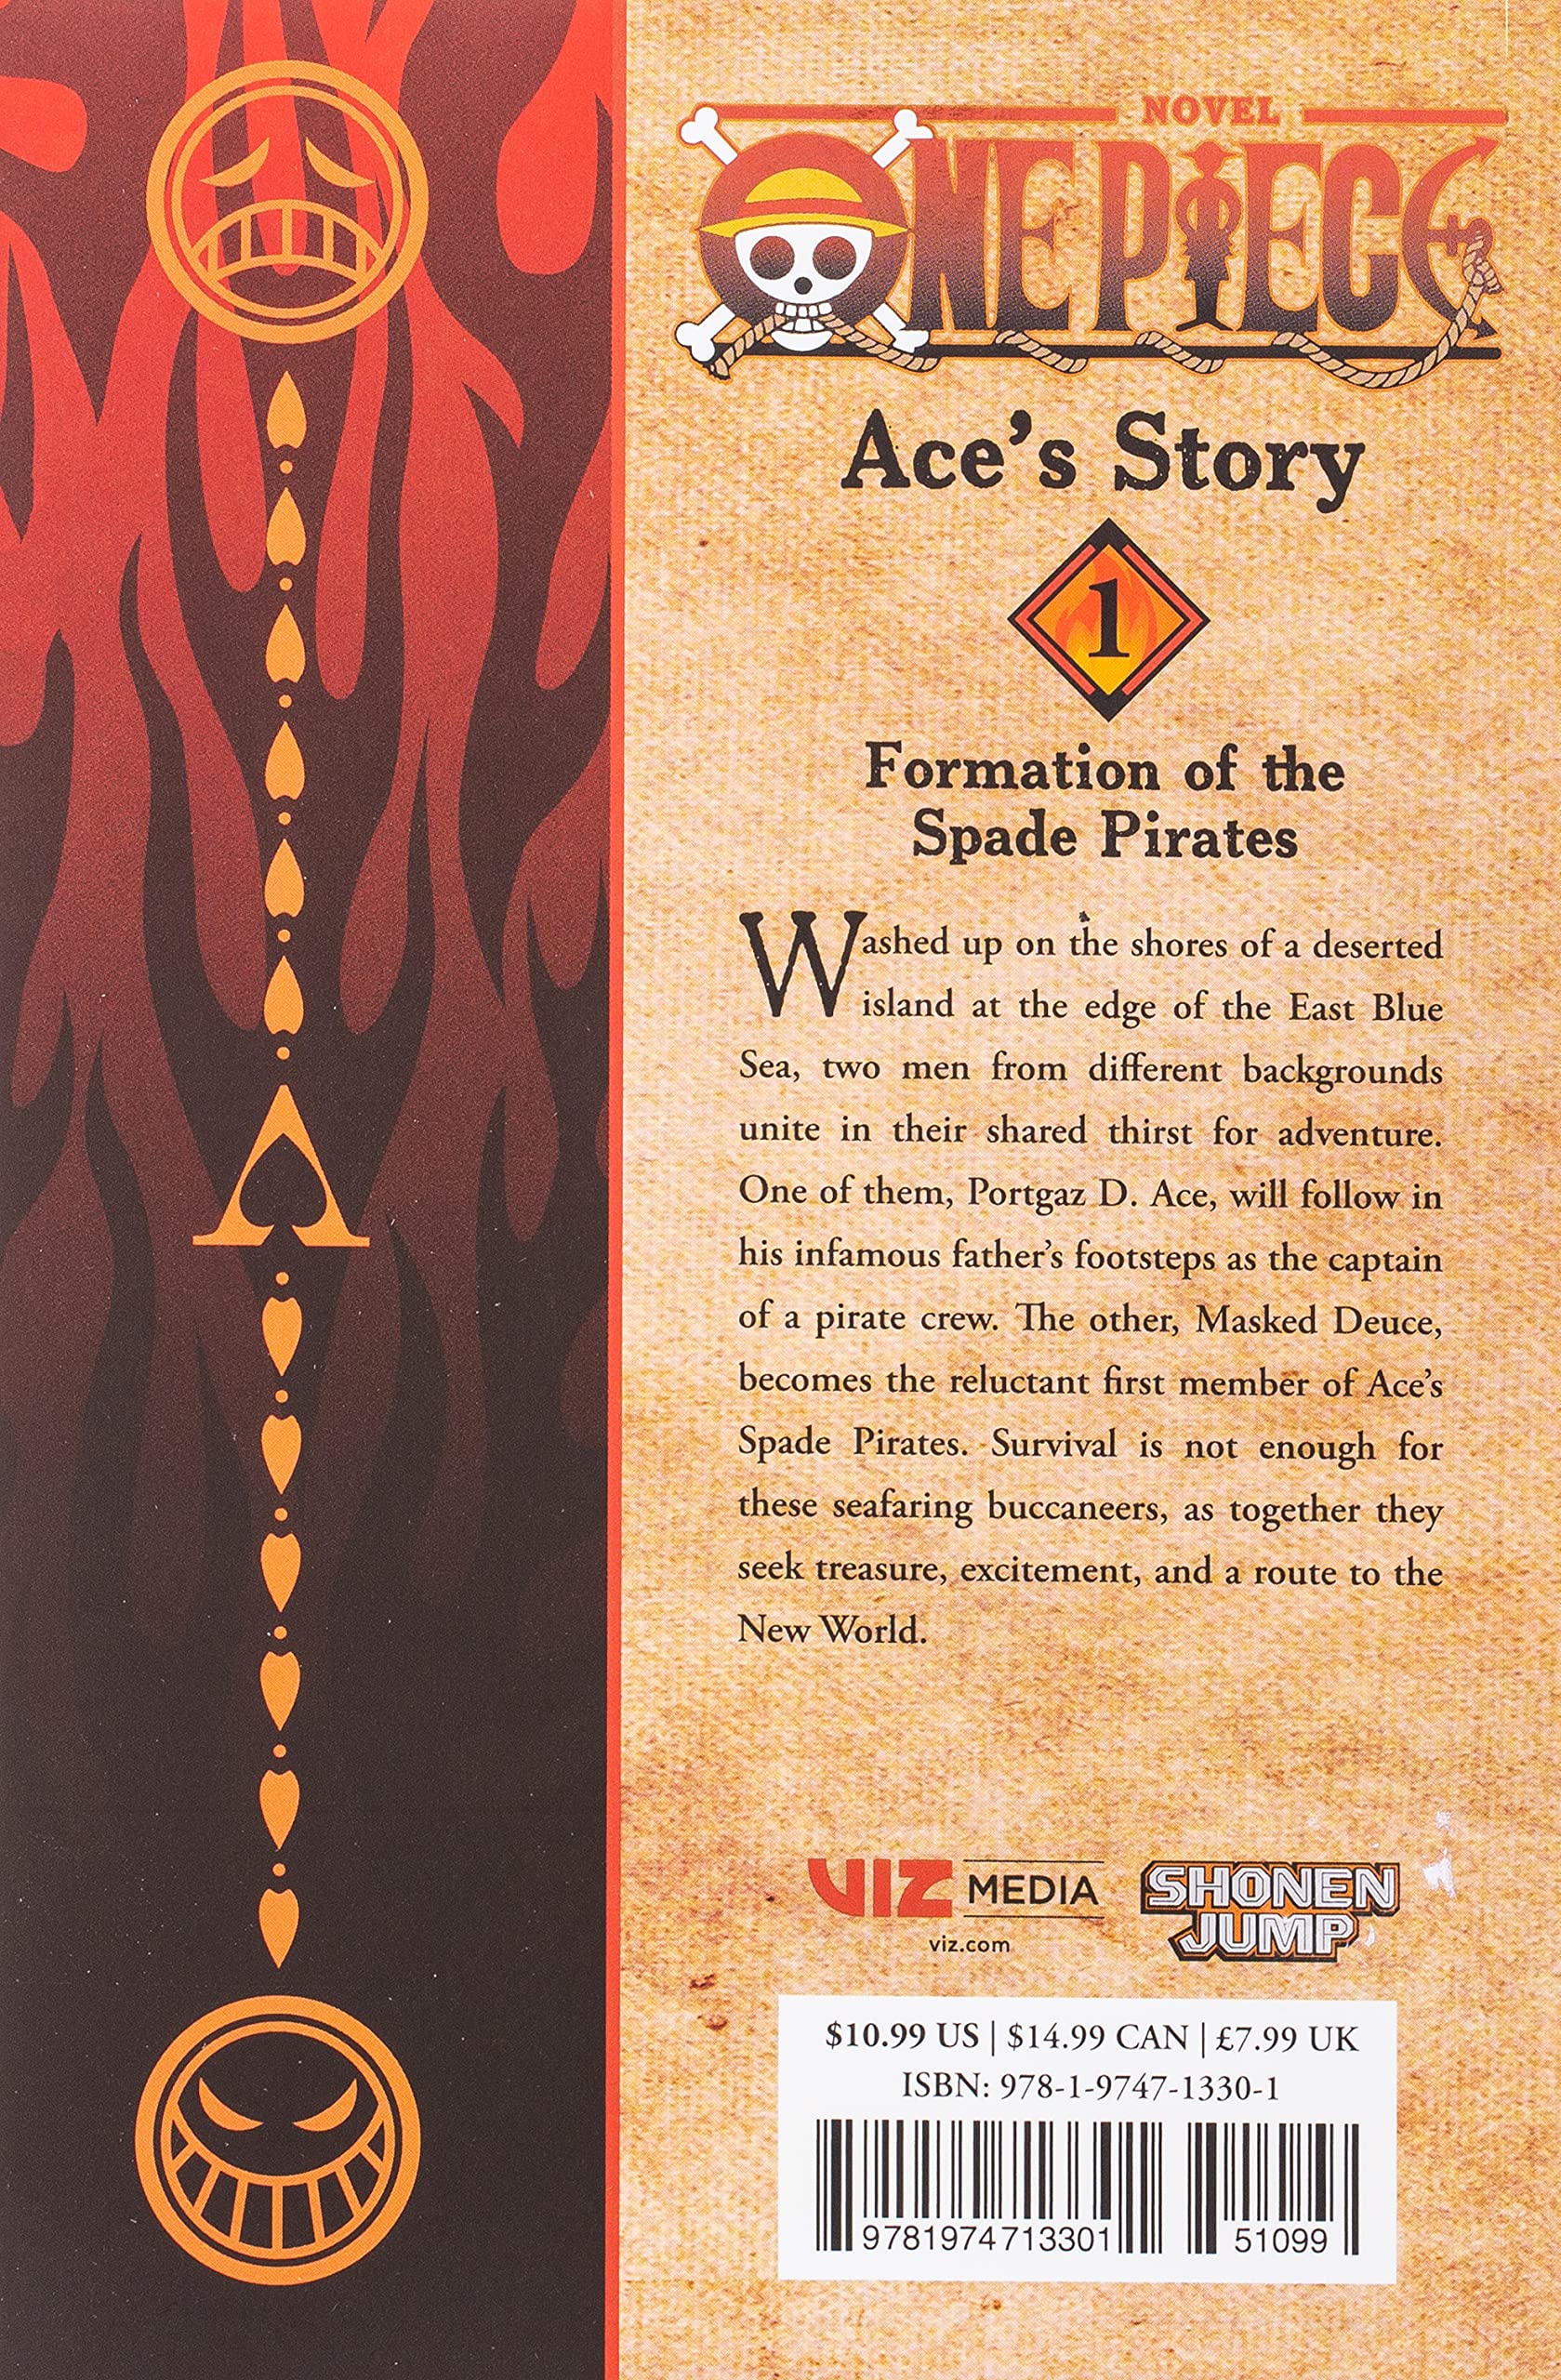 NOVEL
ONE PIECE
Ace's Story
1
Formation of the
Spade Pirates
Washed up on the shores of a deserted
island at the edge of the East Blue
Sea, two men from different backgrounds
unite in their shared thirst for adventure.
One of them, Portgaz D. Ace, will follow in
his infamous father's footsteps as the captain
of a pirate crew. The other, Masked Deuce,
becomes the reluctant first member of Ace's
Spade Pirates. Survival is not enough for
these seafaring buccaneers, as together they
seek treasure, excitement, and a route to the
New World.
VIZ MEDIA
viz.com
SHONEN
JUMP
$10.99 US | $14.99 CAN | £7.99 UK
ISBN: 978-1-9747-1330-1
9781974713301
51099
A